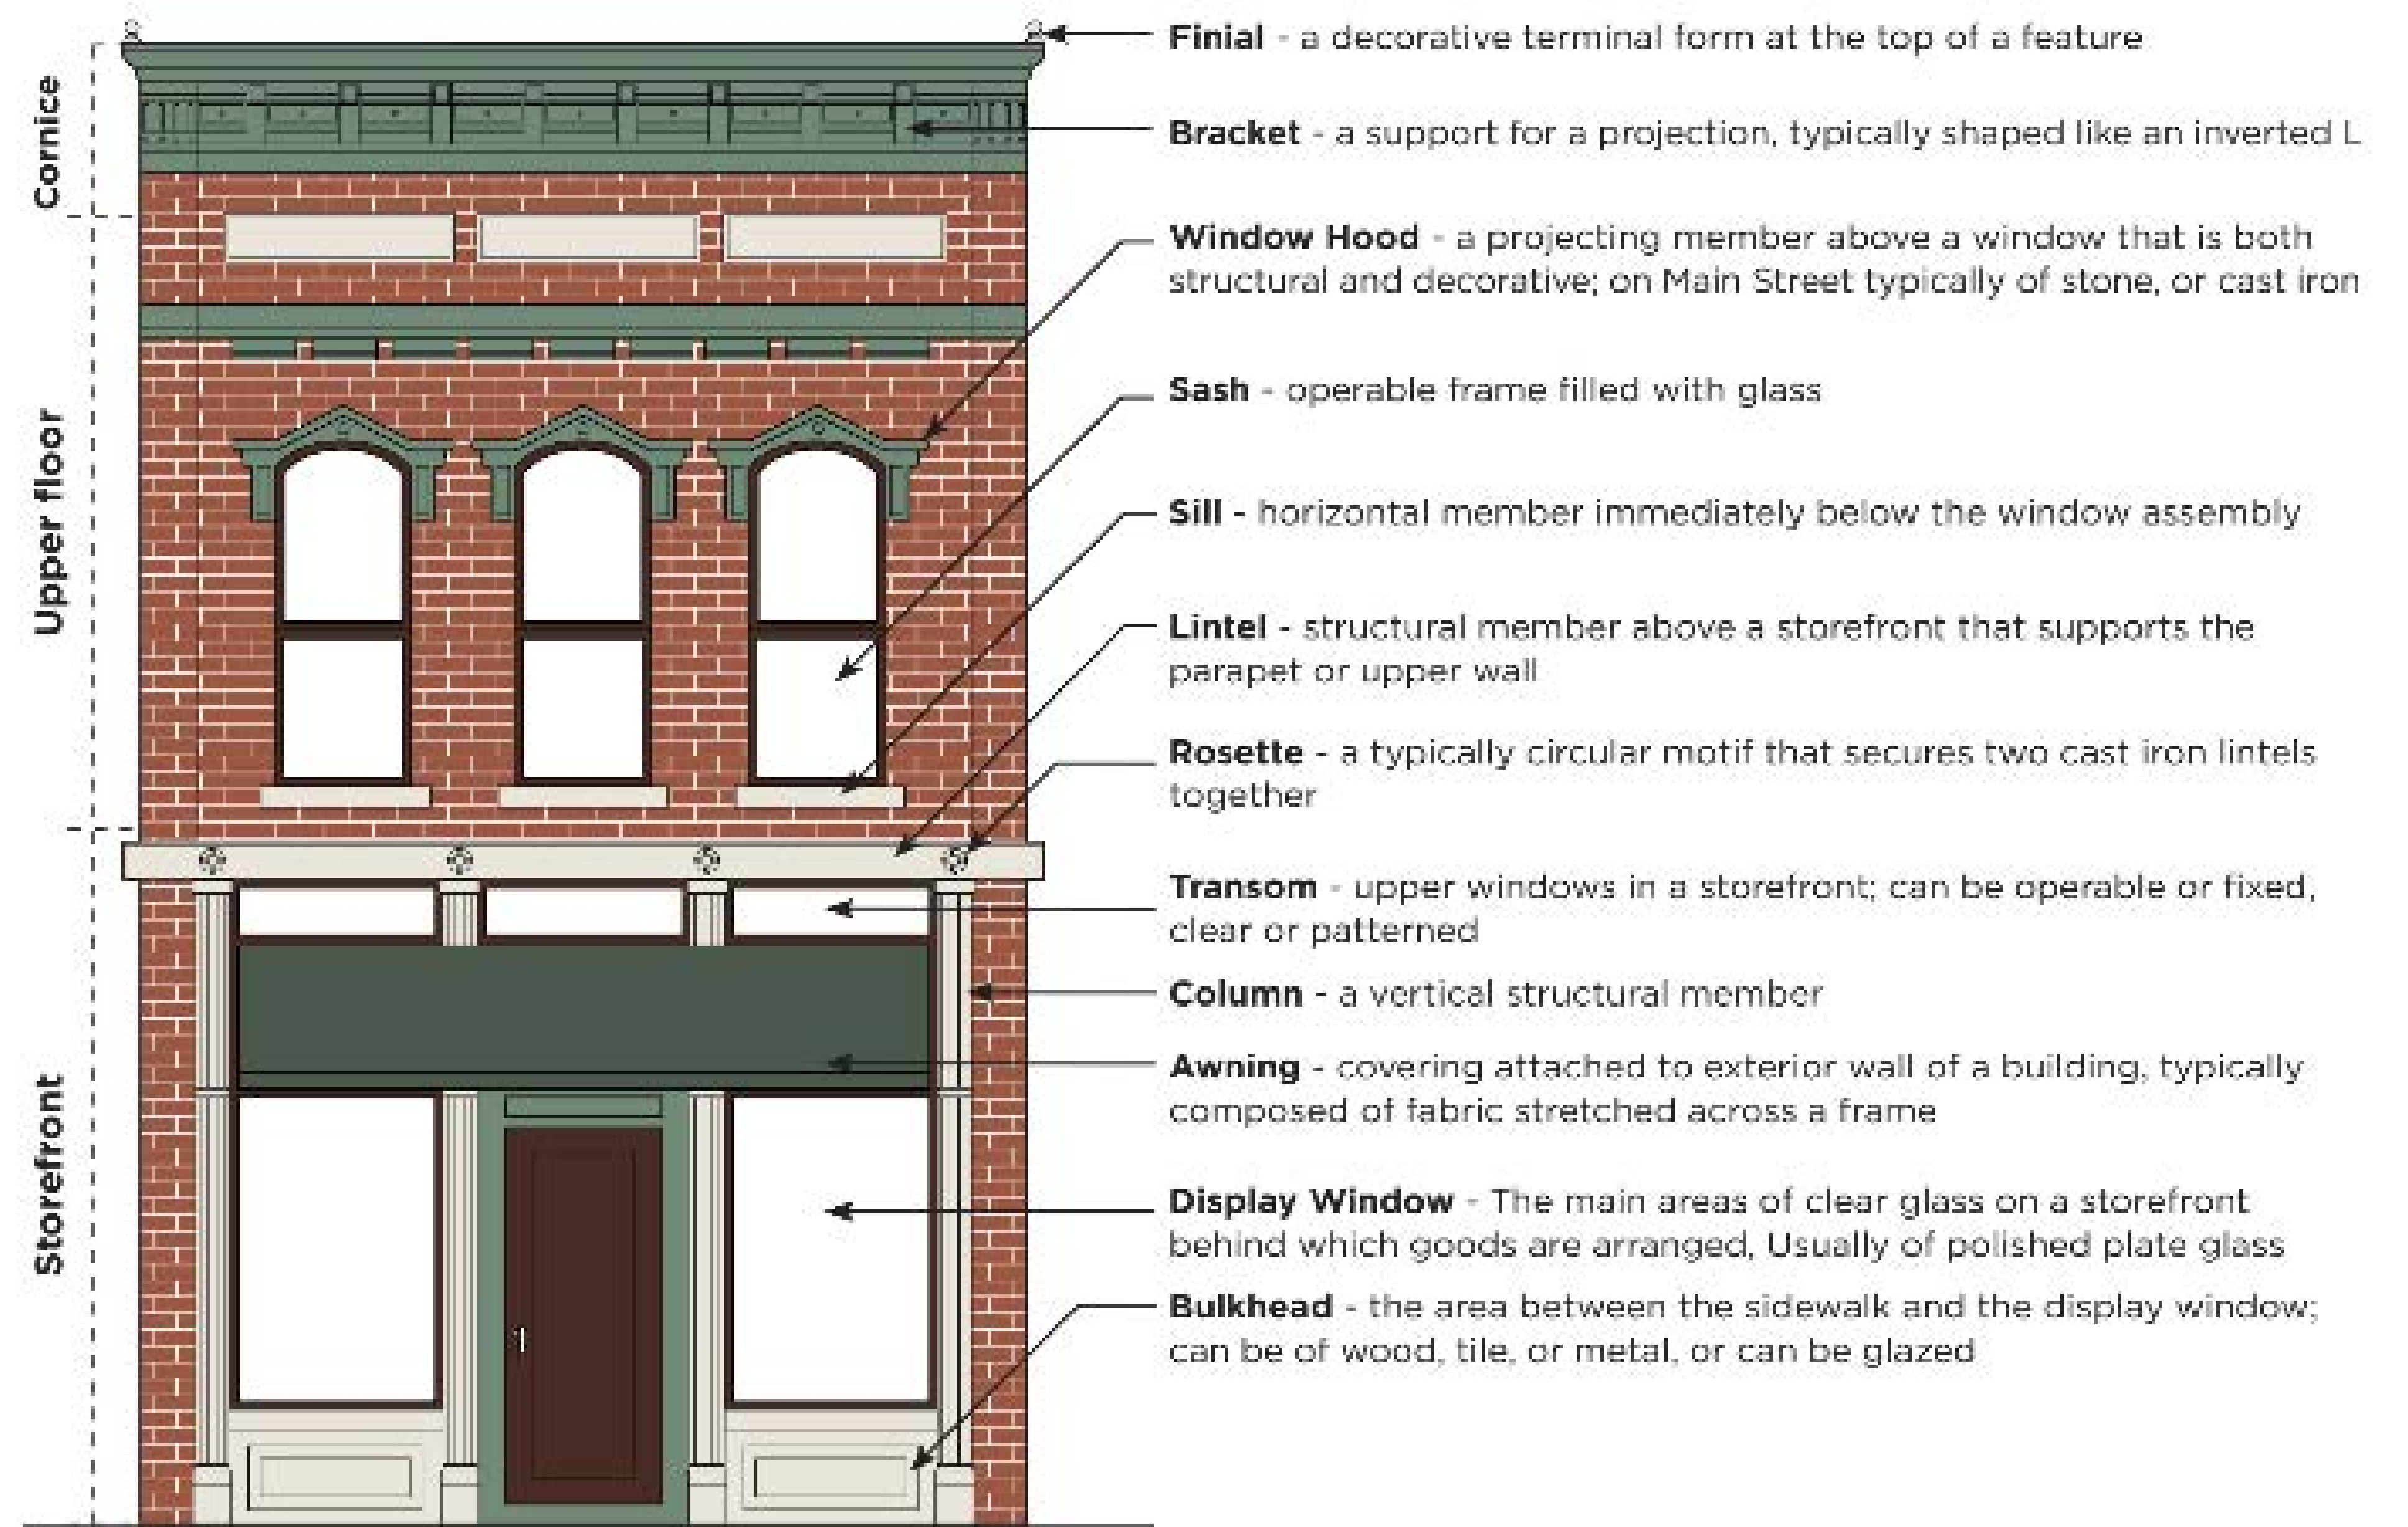 Finial - a decorative terminal form at the top of a feature
Cornice
Bracket - a support for a projection, typically shaped like an inverted L
Window Hood - a projecting member above a window that is both
structural and decorative; on Main Street typically of stone, or cast iron
Upper floor
Sash - operable frame filled with glass
Sill - horizontal member immediately below the window assembly
Lintel - structural member above a storefront that supports the
parapet or upper wall
Rosette - a typically circular motif that secures two cast iron lintels
together
Storefront
Transom - upper windows in a storefront; can be operable or fixed,
clear or patterned
Column - a vertical structural member
Awning - covering attached to exterior wall of a building, typically
composed of fabric stretched across a frame
Display Window - The main areas of clear glass on a storefront
behind which goods are arranged, Usually of polished plate glass
Bulkhead - the area between the sidewalk and the display window;
can be of wood, tile, or metal, or can be glazed